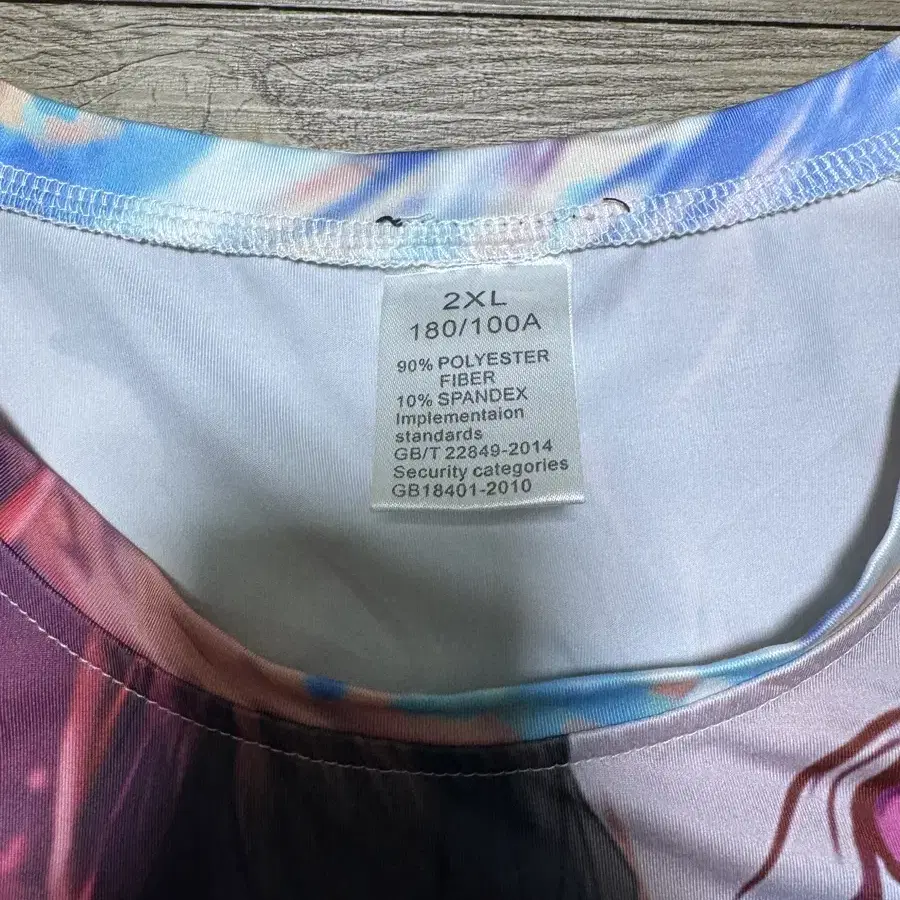 2XL
180/100A
90% POLYESTER
FIBER
10% SPANDEX
Implementaion
standards
GB/T 22849-2014
Security categories
GB18401-2010